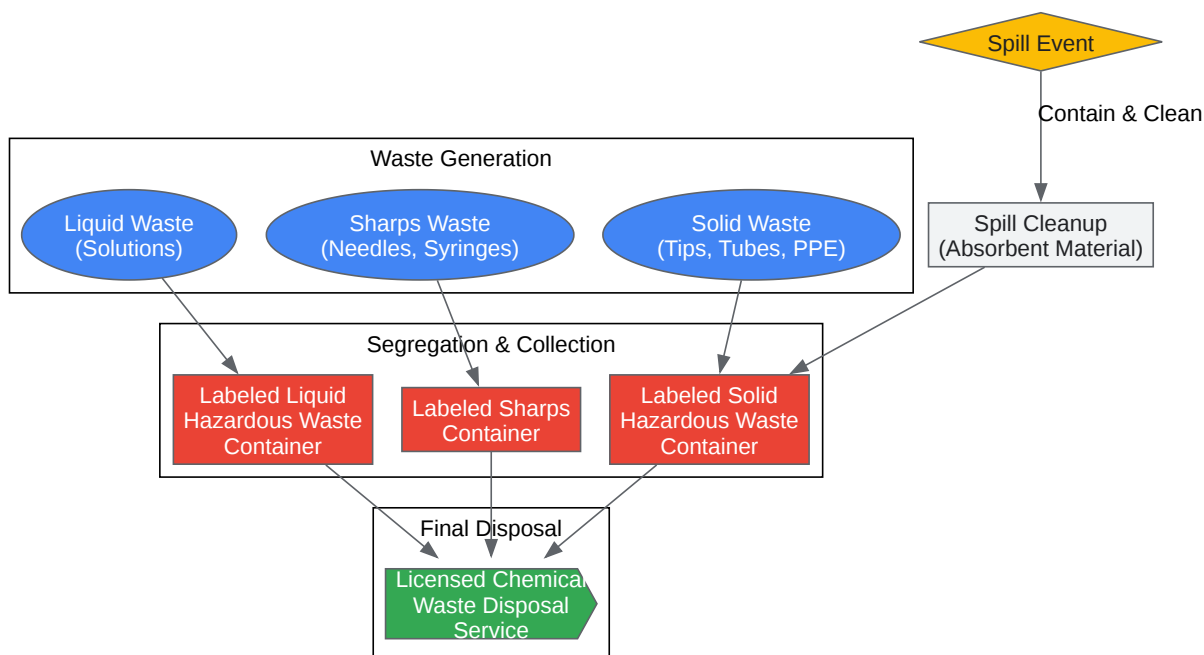 Spill Event
Contain & Clean
Waste Generation
Liquid Waste
(Solutions)
Sharps Waste
(Needles, Syringes)
Solid Waste
(Tips, Tubes, PPE)
Spill Cleanup
(Absorbent Material)
Segregation & Collection
Labeled Liquid
Hazardous Waste
Container
Labeled Sharps
Container
Labeled Solid
Hazardous Waste
Container
Final Disposal
Licensed Chemical
Waste Disposal
Service